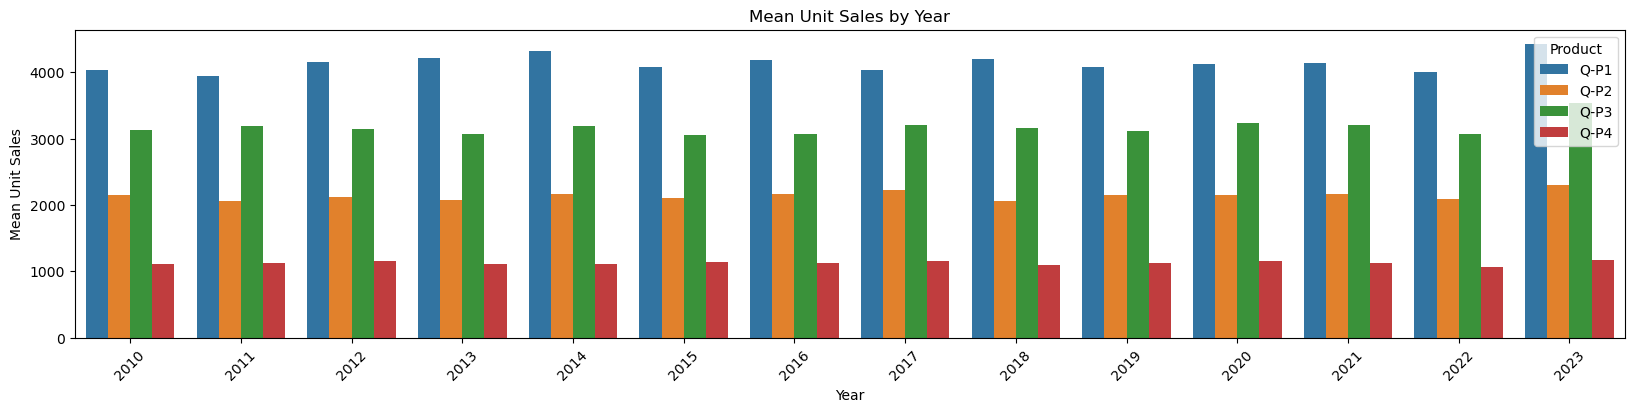 Mean Unit Sales by Year
Mean Unit Sales
4000
3000
2000
1000
0
Product
Q-P1
Q-P2
Q-P3
Q-P4
2010
2011
2012
2013
2014
2015
2016
2017
2018
2019
2020
2021
2022
2023
Year